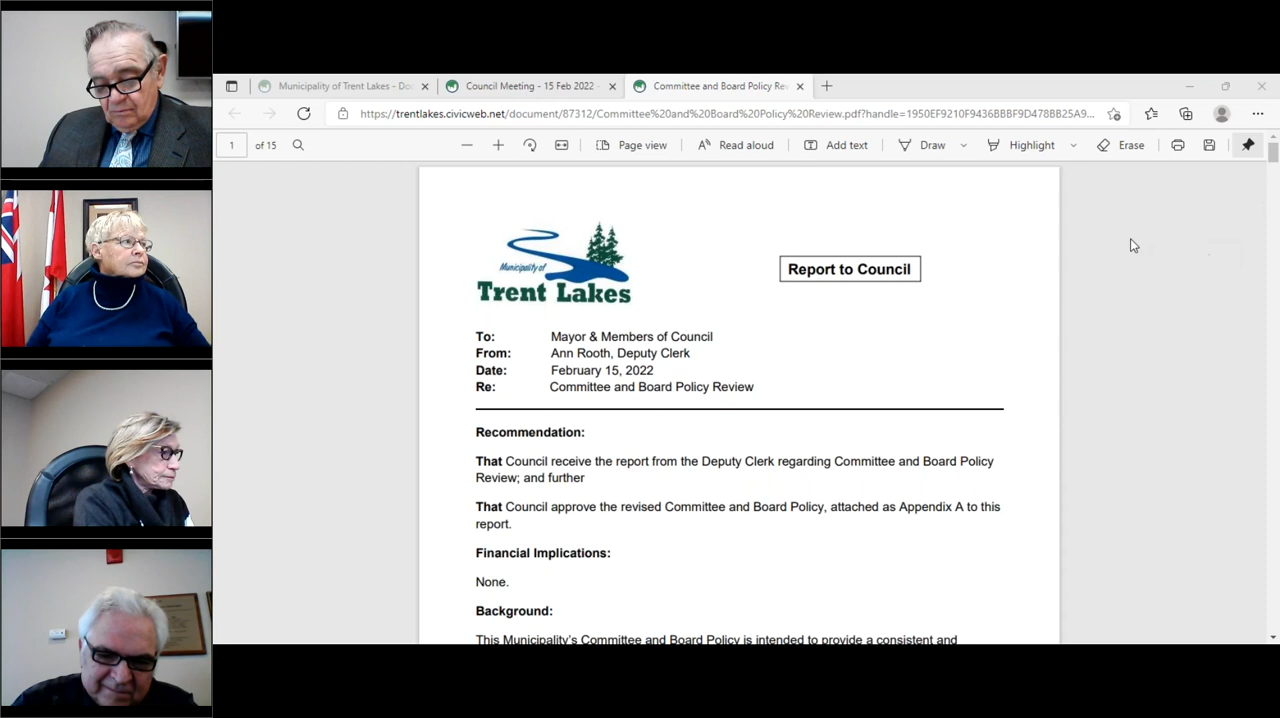 Municipality of Trent Lakes - Doc
Council Meeting - 15 Feb 2022 -
Committee and Board Policy Re
https://trentlakes.civicweb.net/document/87312/Committee%20and%20Board%20Policy%20Review.pdf?handle=1950EF9210F9436BBBF9D478BB25A9...
1 of 15
Page view
Read aloud
Add text
Draw
Highlight
Erase
Municipality of
Trent Lakes
Report to Council
To: Mayor & Members of Council
From: Ann Rooth, Deputy Clerk
Date: February 15, 2022
Re: Committee and Board Policy Review
Recommendation:
That Council receive the report from the Deputy Clerk regarding Committee and Board Policy
Review; and further
That Council approve the revised Committee and Board Policy, attached as Appendix A to this
report.
Financial Implications:
None.
Background:
This Municipality's Committee and Board Policy is intended to provide a consistent and